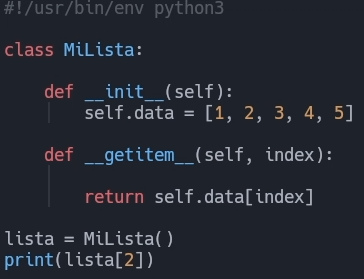 #!/usr/bin/env python3
class MiLista:
def __init__(self):
self.data = [1, 2, 3, 4, 5]
def __getitem__(self, index):
return self.data[index]
lista = MiLista()
print(lista[2])